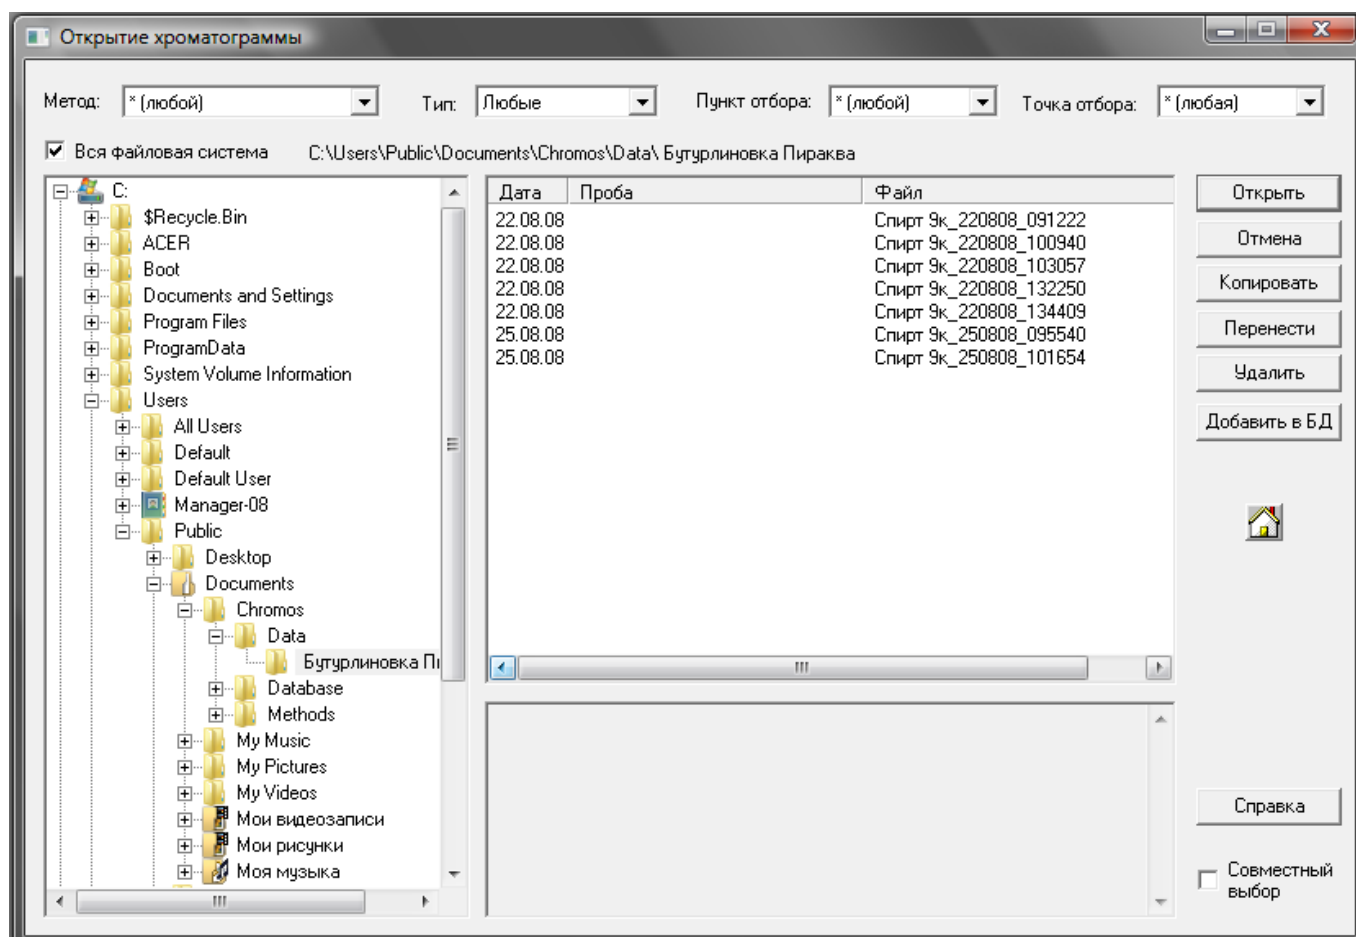 Открытие хроматограммы
Метод: * (любой) Тип: Любые Пункт отбора: * (любой) Точка отбора: * (любая)
Вся файловая система C:\Users\Public\Documents\Chromos\Data\ Бутурлиновка Пираква
C:
$Recycle.Bin
ACER
Boot
Documents and Settings
Program Files
ProgramData
System Volume Information
Users
All Users
Default
Default User
Manager-08
Public
Desktop
Documents
Chromos
Data
Бутурлиновка
Database
Methods
My Music
My Pictures
My Videos
Мои видеозаписи
Мои рисунки
Моя музыка
Дата Проба Файл
22.08.08 Спирт 9к_220808_091222
22.08.08 Спирт 9к_220808_100940
22.08.08 Спирт 9к_220808_103057
22.08.08 Спирт 9к_220808_132250
22.08.08 Спирт 9к_220808_134409
25.08.08 Спирт 9к_250808_095540
25.08.08 Спирт 9к_250808_101654
Открыть
Отмена
Копировать
Перенести
Удалить
Добавить в БД
Справка
Совместный
выбор